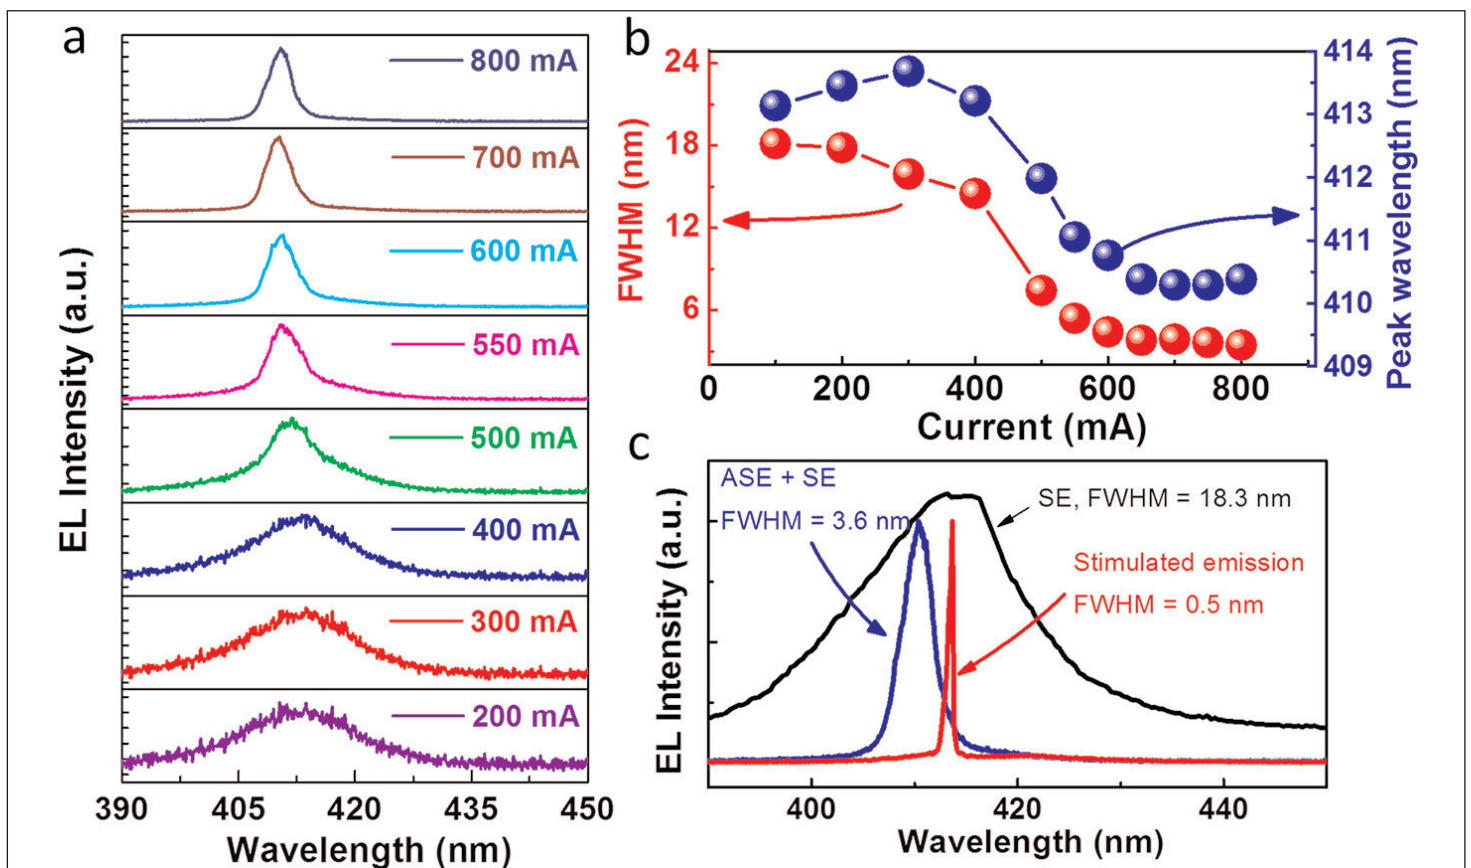 a
800 mA
700 mA
600 mA
550 mA
500 mA
400 mA
300 mA
200 mA
EL Intensity (a.u.)
390 405 420 435 450
Wavelength (nm)
b
24
18
12
6
FWHM (nm)
414
413
412
411
410
409
Peak wavelength (nm)
0 200 400 600 800
Current (mA)
c
ASE + SE
FWHM = 3.6 nm
SE, FWHM = 18.3 nm
Stimulated emission
FWHM = 0.5 nm
EL Intensity (a.u.)
400 420 440
Wavelength (nm)